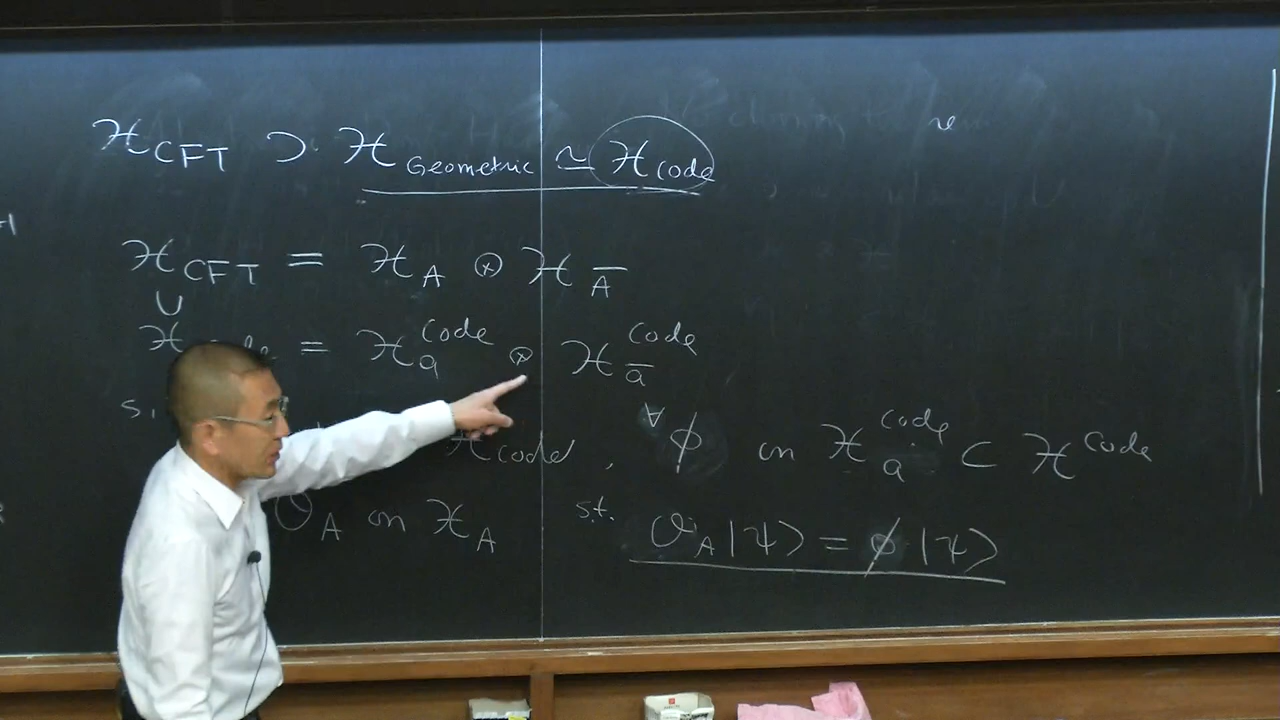 ℋ_CFT ⊃ ℋ_Geometric ≃ ℋ_Code
ℋ_CFT = ℋ_A ⊗ ℋ_Ā
∪
ℋ = ℋ_a^Code ⊗ ℋ_ā^Code
ℋ_Code , ∀ϕ on ℋ_a^Code ⊂ ℋ^Code
𝒪_A on ℋ_A s.t. 𝒪_A|ψ⟩ = ϕ|ψ⟩